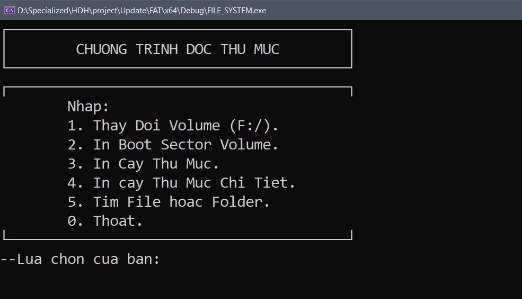 D:\Specialized\HDH\project\Update\FAT\x64\Debug\FILE_SYSTEM.exe
CHUONG TRINH DOC THU MUC
Nhap:
1. Thay Doi Volume (F:/).
2. In Boot Sector Volume.
3. In Cay Thu Muc.
4. In cay Thu Muc Chi Tiet.
5. Tim File hoac Folder.
0. Thoat.
--Lua chon cua ban: